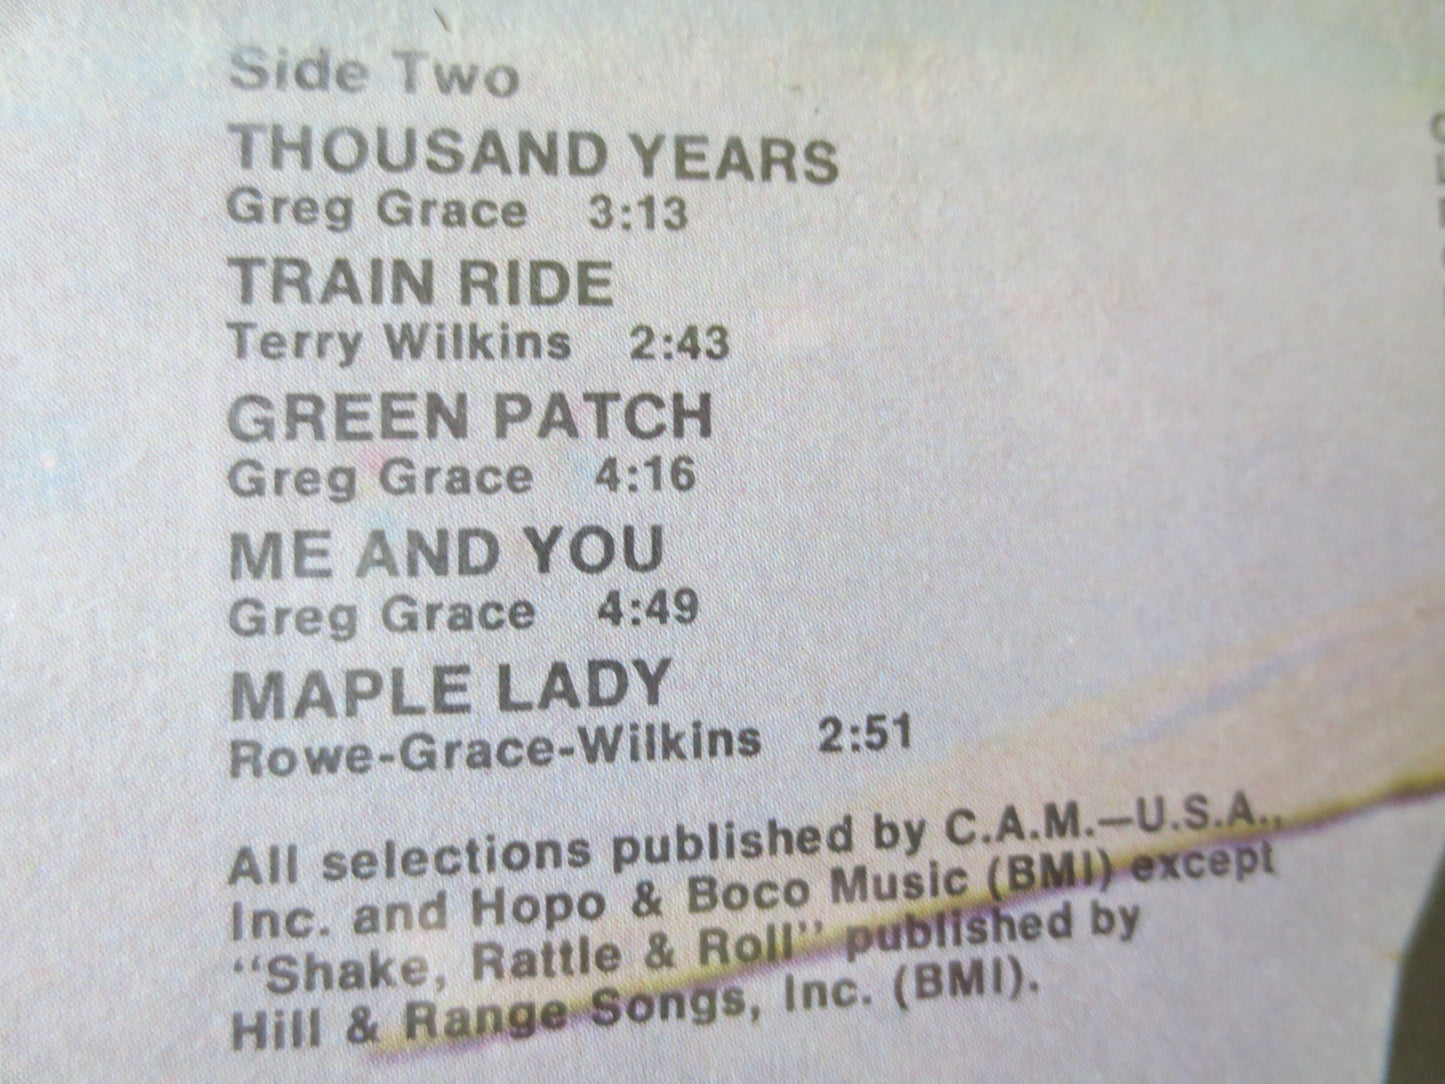 Side Two
THOUSAND YEARS
Greg Grace 3:13
TRAIN RIDE
Terry Wilkins 2:43
GREEN PATCH
Greg Grace 4:16
ME AND YOU
Greg Grace 4:49
MAPLE LADY
Rowe-Grace-Wilkins 2:51
All selections published by C.A.M.—U.S.A.,
Inc. and Hopo & Boco Music (BMI) except
“Shake, Rattle & Roll” published by
Hill & Range Songs, Inc. (BMI).